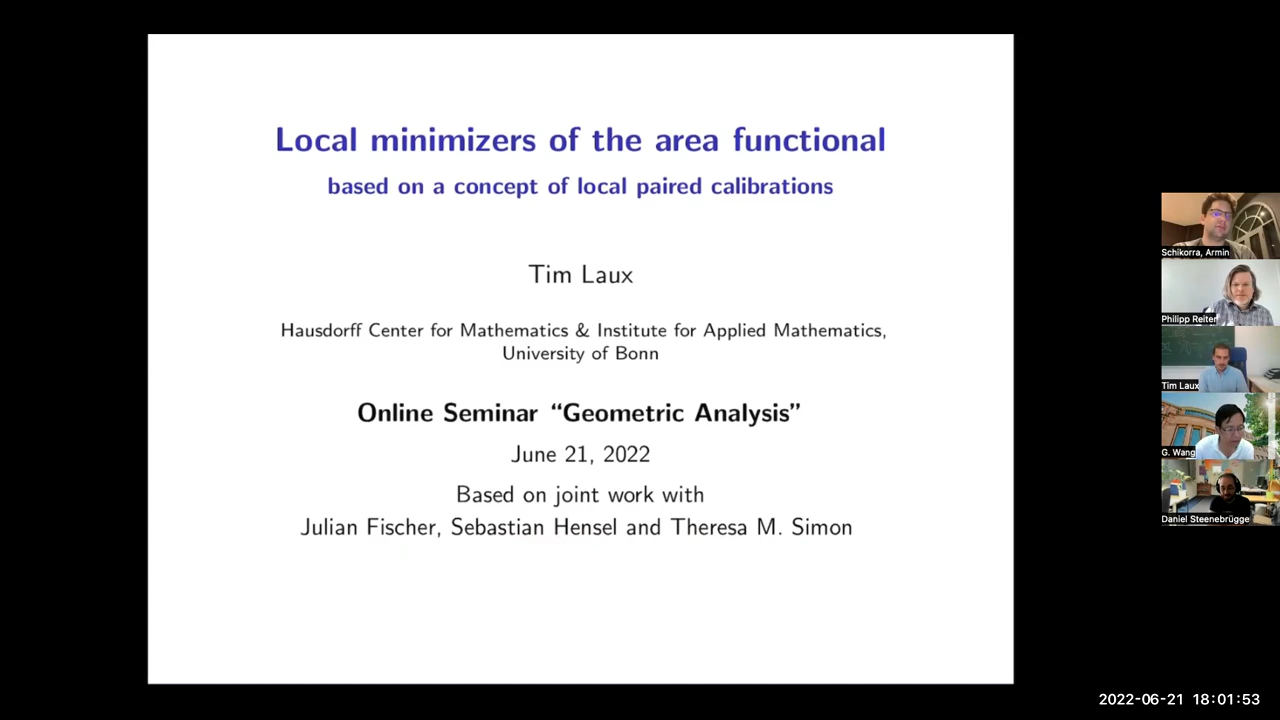 Local minimizers of the area functional
based on a concept of local paired calibrations
Tim Laux
Hausdorff Center for Mathematics & Institute for Applied Mathematics,
University of Bonn
Online Seminar “Geometric Analysis”
June 21, 2022
Based on joint work with
Julian Fischer, Sebastian Hensel and Theresa M. Simon
Schikorra, Armin
Philipp Reiter
Tim Laux
G. Wang
Daniel Steenebrügge
2022-06-21 18:01:53